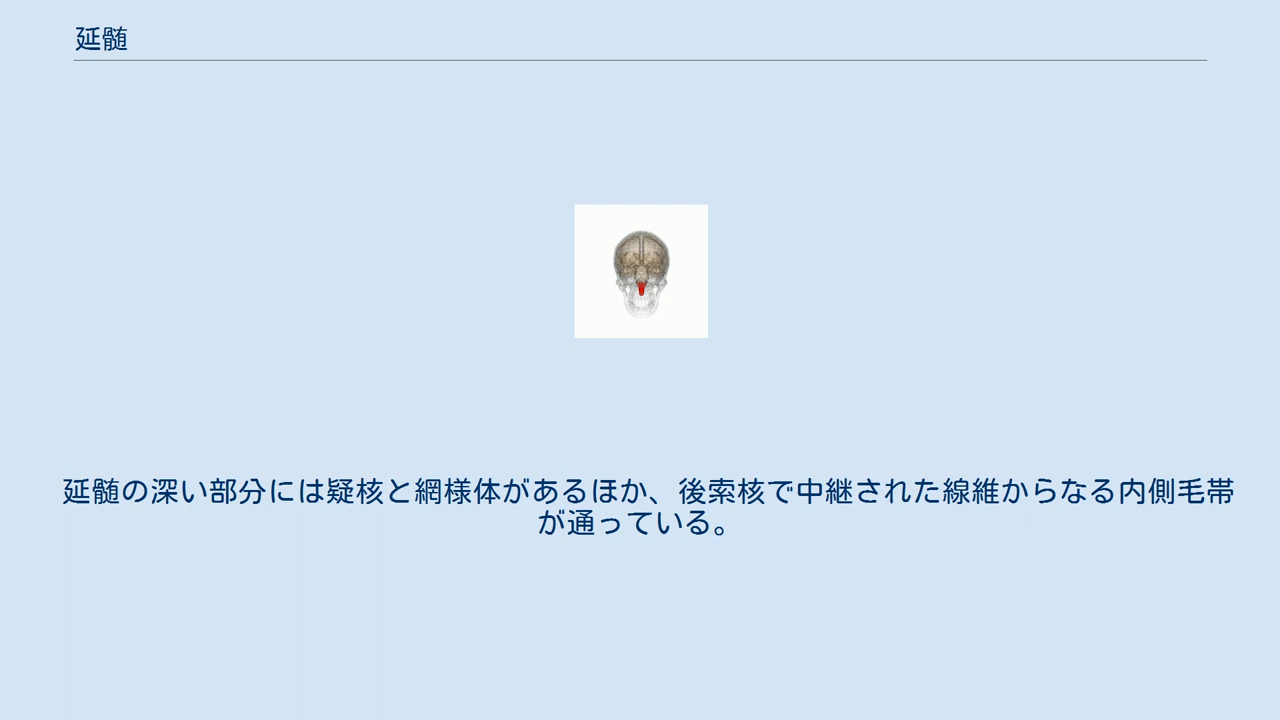 延髄
延髄の深い部分には疑核と網様体があるほか、後索核で中継された線維からなる内側毛帯
が通っている。